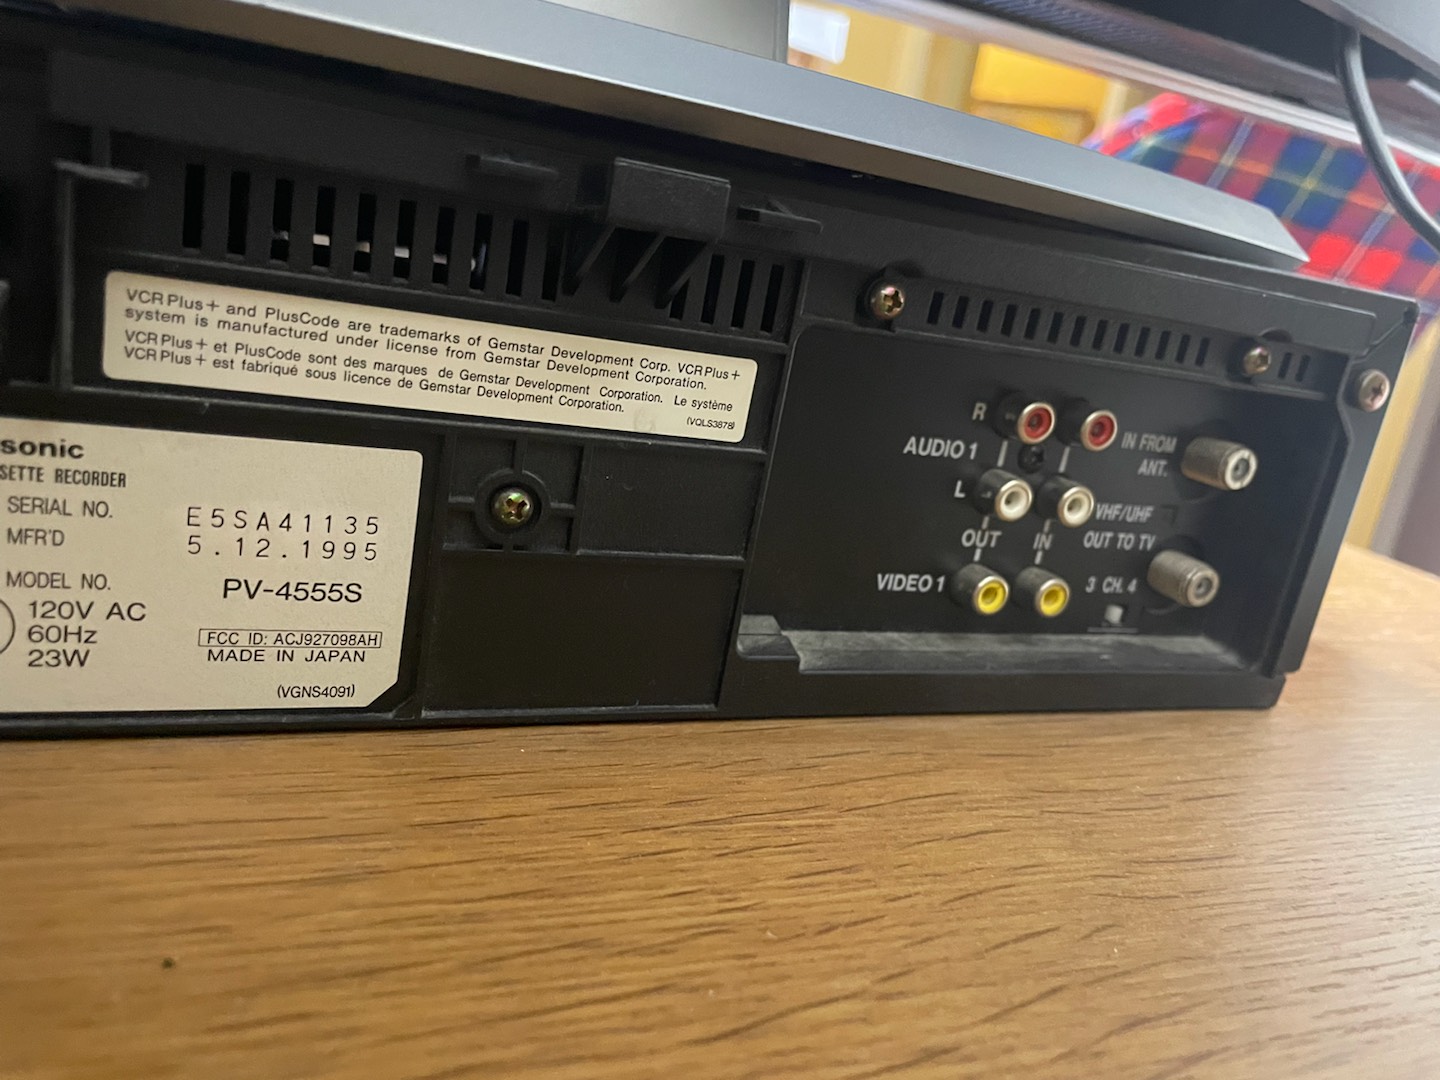 VCR Plus+ and PlusCode are trademarks of Gemstar Development Corp. VCR Plus+
system is manufactured under license from Gemstar Development Corporation.
VCR Plus+ et PlusCode sont des marques de Gemstar Development Corporation. Le système
VCR Plus+ est fabriqué sous licence de Gemstar Development Corporation.
(VQLS3878)
sonic
SETTE RECORDER
SERIAL NO. E5SA41135
MFR'D 5.12.1995
MODEL NO. PV-4555S
120V AC
60Hz
23W
FCC ID: ACJ927098AH
MADE IN JAPAN
(VGNS4091)
R
AUDIO 1
L
OUT IN
VIDEO 1
IN FROM
ANT.
VHF/UHF
OUT TO TV
3 CH. 4